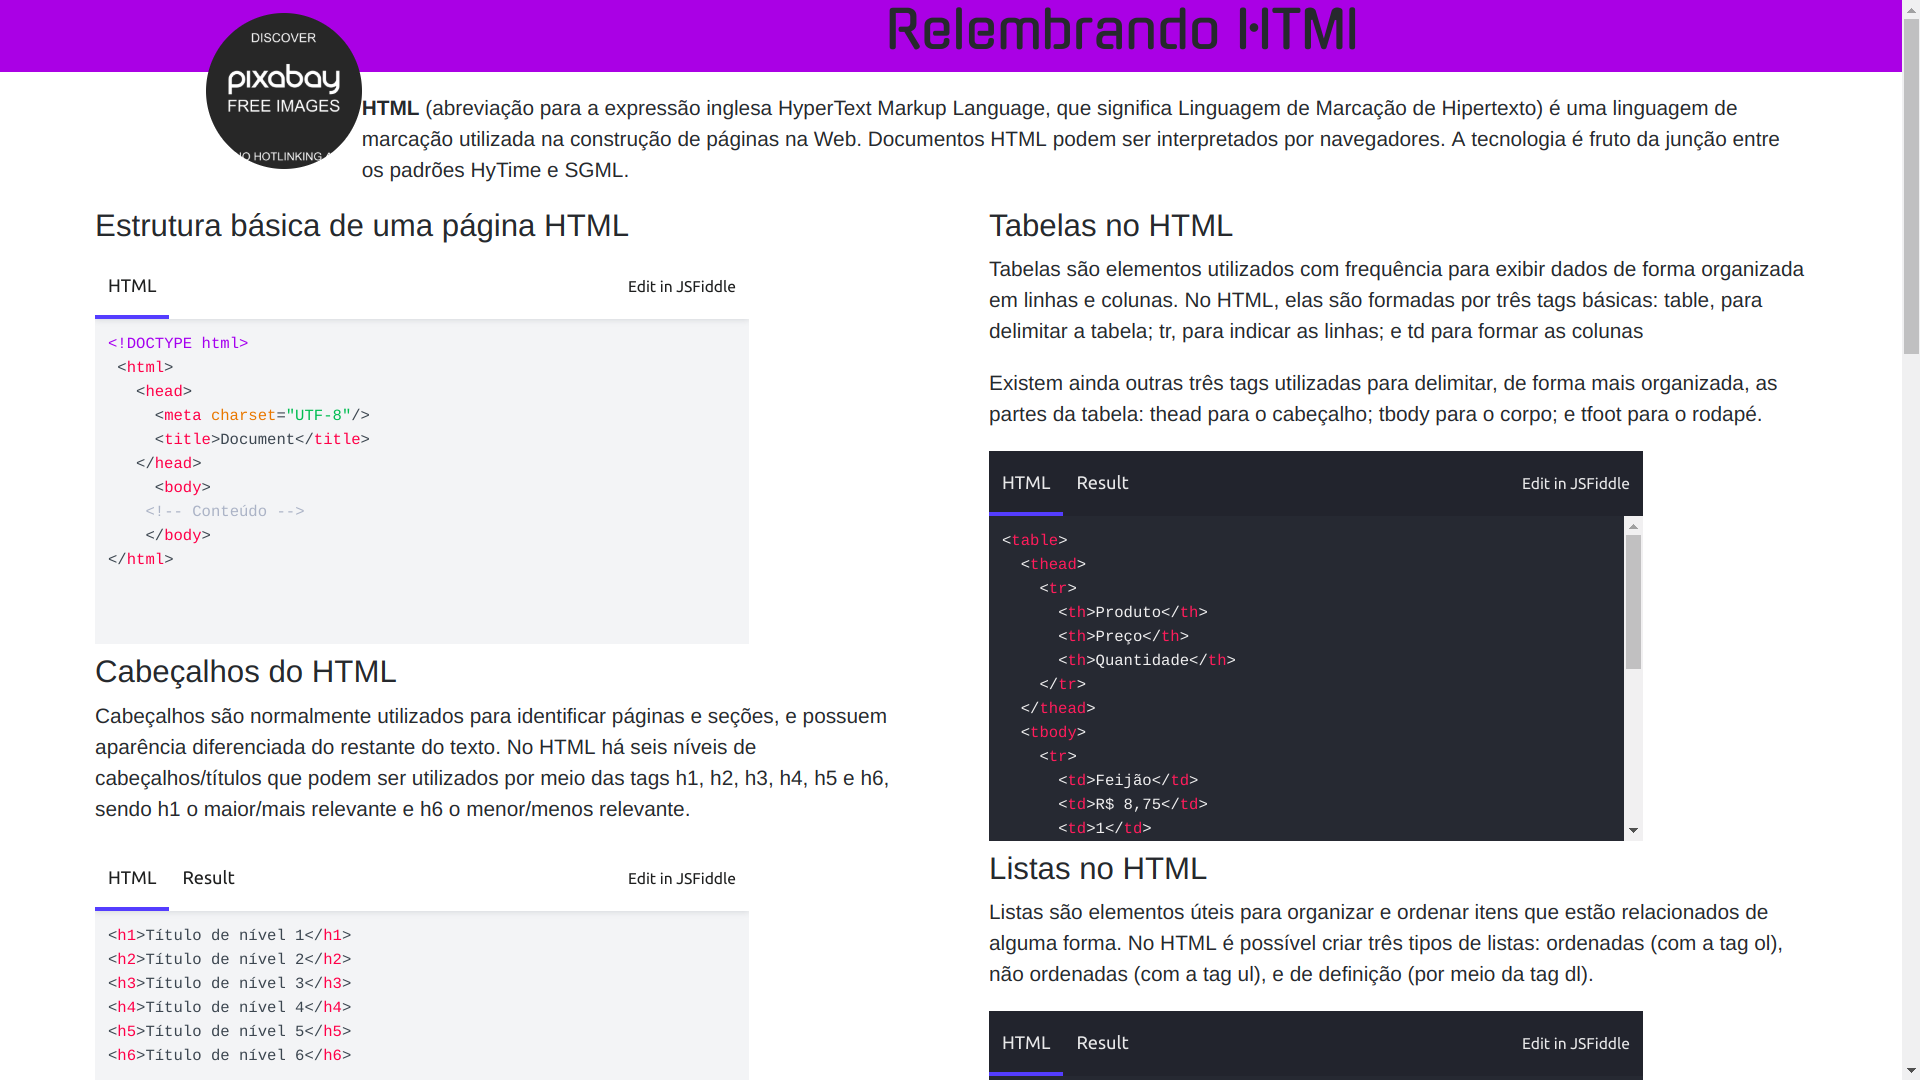 Relembrando HTMl
DISCOVER
pixabay
FREE IMAGES
NO HOTLINKING
HTML (abreviação para a expressão inglesa HyperText Markup Language, que significa Linguagem de Marcação de Hipertexto) é uma linguagem de
marcação utilizada na construção de páginas na Web. Documentos HTML podem ser interpretados por navegadores. A tecnologia é fruto da junção entre
os padrões HyTime e SGML.
Estrutura básica de uma página HTML
HTML Edit in JSFiddle
<!DOCTYPE html>
<html>
<head>
<meta charset="UTF-8"/>
<title>Document</title>
</head>
<body>
<!-- Conteúdo -->
</body>
</html>
Cabeçalhos do HTML
Cabeçalhos são normalmente utilizados para identificar páginas e seções, e possuem
aparência diferenciada do restante do texto. No HTML há seis níveis de
cabeçalhos/títulos que podem ser utilizados por meio das tags h1, h2, h3, h4, h5 e h6,
sendo h1 o maior/mais relevante e h6 o menor/menos relevante.
HTML Result Edit in JSFiddle
<h1>Título de nível 1</h1>
<h2>Título de nível 2</h2>
<h3>Título de nível 3</h3>
<h4>Título de nível 4</h4>
<h5>Título de nível 5</h5>
<h6>Título de nível 6</h6>
Tabelas no HTML
Tabelas são elementos utilizados com frequência para exibir dados de forma organizada
em linhas e colunas. No HTML, elas são formadas por três tags básicas: table, para
delimitar a tabela; tr, para indicar as linhas; e td para formar as colunas
Existem ainda outras três tags utilizadas para delimitar, de forma mais organizada, as
partes da tabela: thead para o cabeçalho; tbody para o corpo; e tfoot para o rodapé.
HTML Result Edit in JSFiddle
<table>
<thead>
<tr>
<th>Produto</th>
<th>Preço</th>
<th>Quantidade</th>
</tr>
</thead>
<tbody>
<tr>
<td>Feijão</td>
<td>R$ 8,75</td>
<td>1</td>
Listas no HTML
Listas são elementos úteis para organizar e ordenar itens que estão relacionados de
alguma forma. No HTML é possível criar três tipos de listas: ordenadas (com a tag ol),
não ordenadas (com a tag ul), e de definição (por meio da tag dl).
HTML Result Edit in JSFiddle